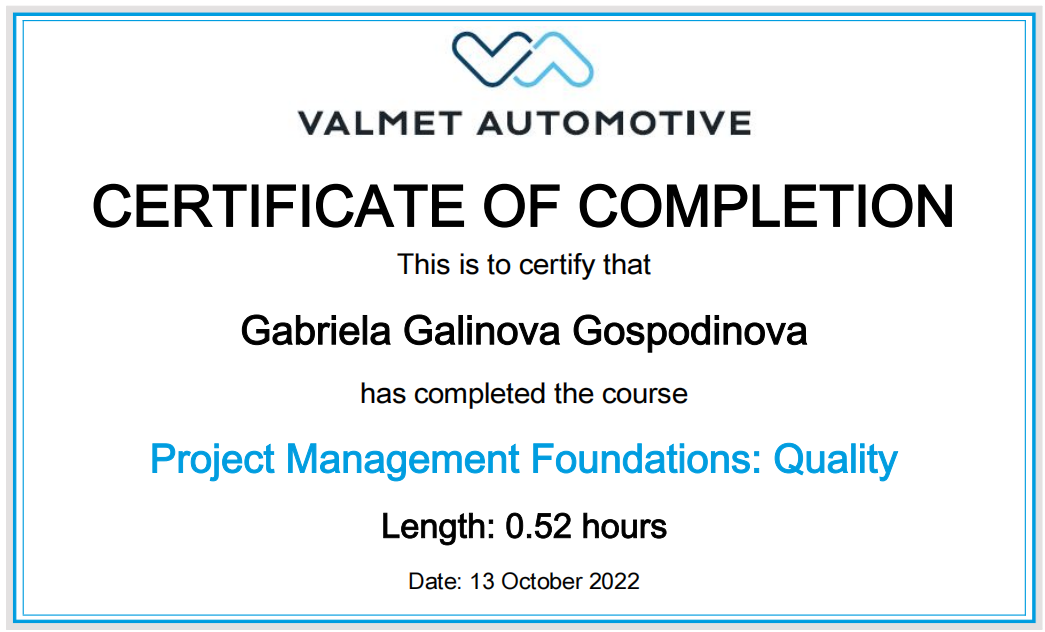 VALMET AUTOMOTIVE
CERTIFICATE OF COMPLETION
This is to certify that
Gabriela Galinova Gospodinova
has completed the course
Project Management Foundations: Quality
Length: 0.52 hours
Date: 13 October 2022